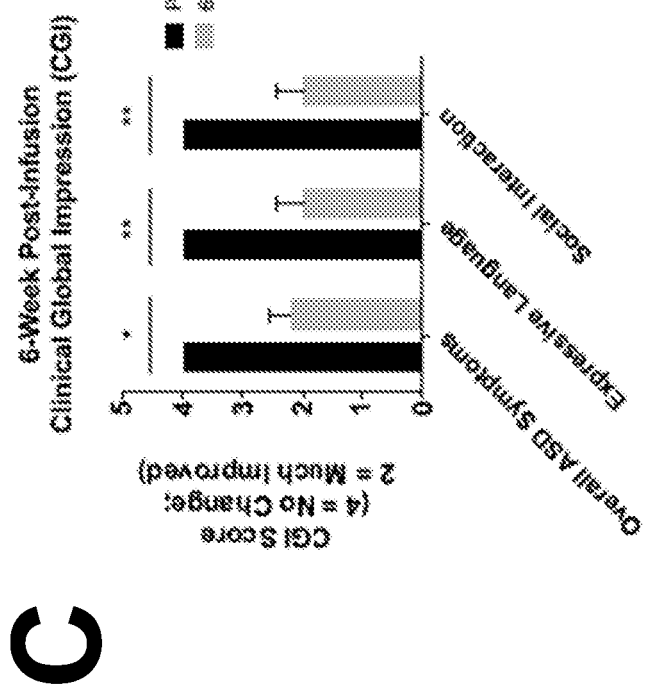 C
6-Week Post-Infusion
Clinical Global Impression (CGI)
CGI Score
(4 = No Change;
2 = Much Improved)
5
4
3
2
1
0
*
**
**
Overall ASD Symptoms
Expressive Language
Social Interaction
P
6